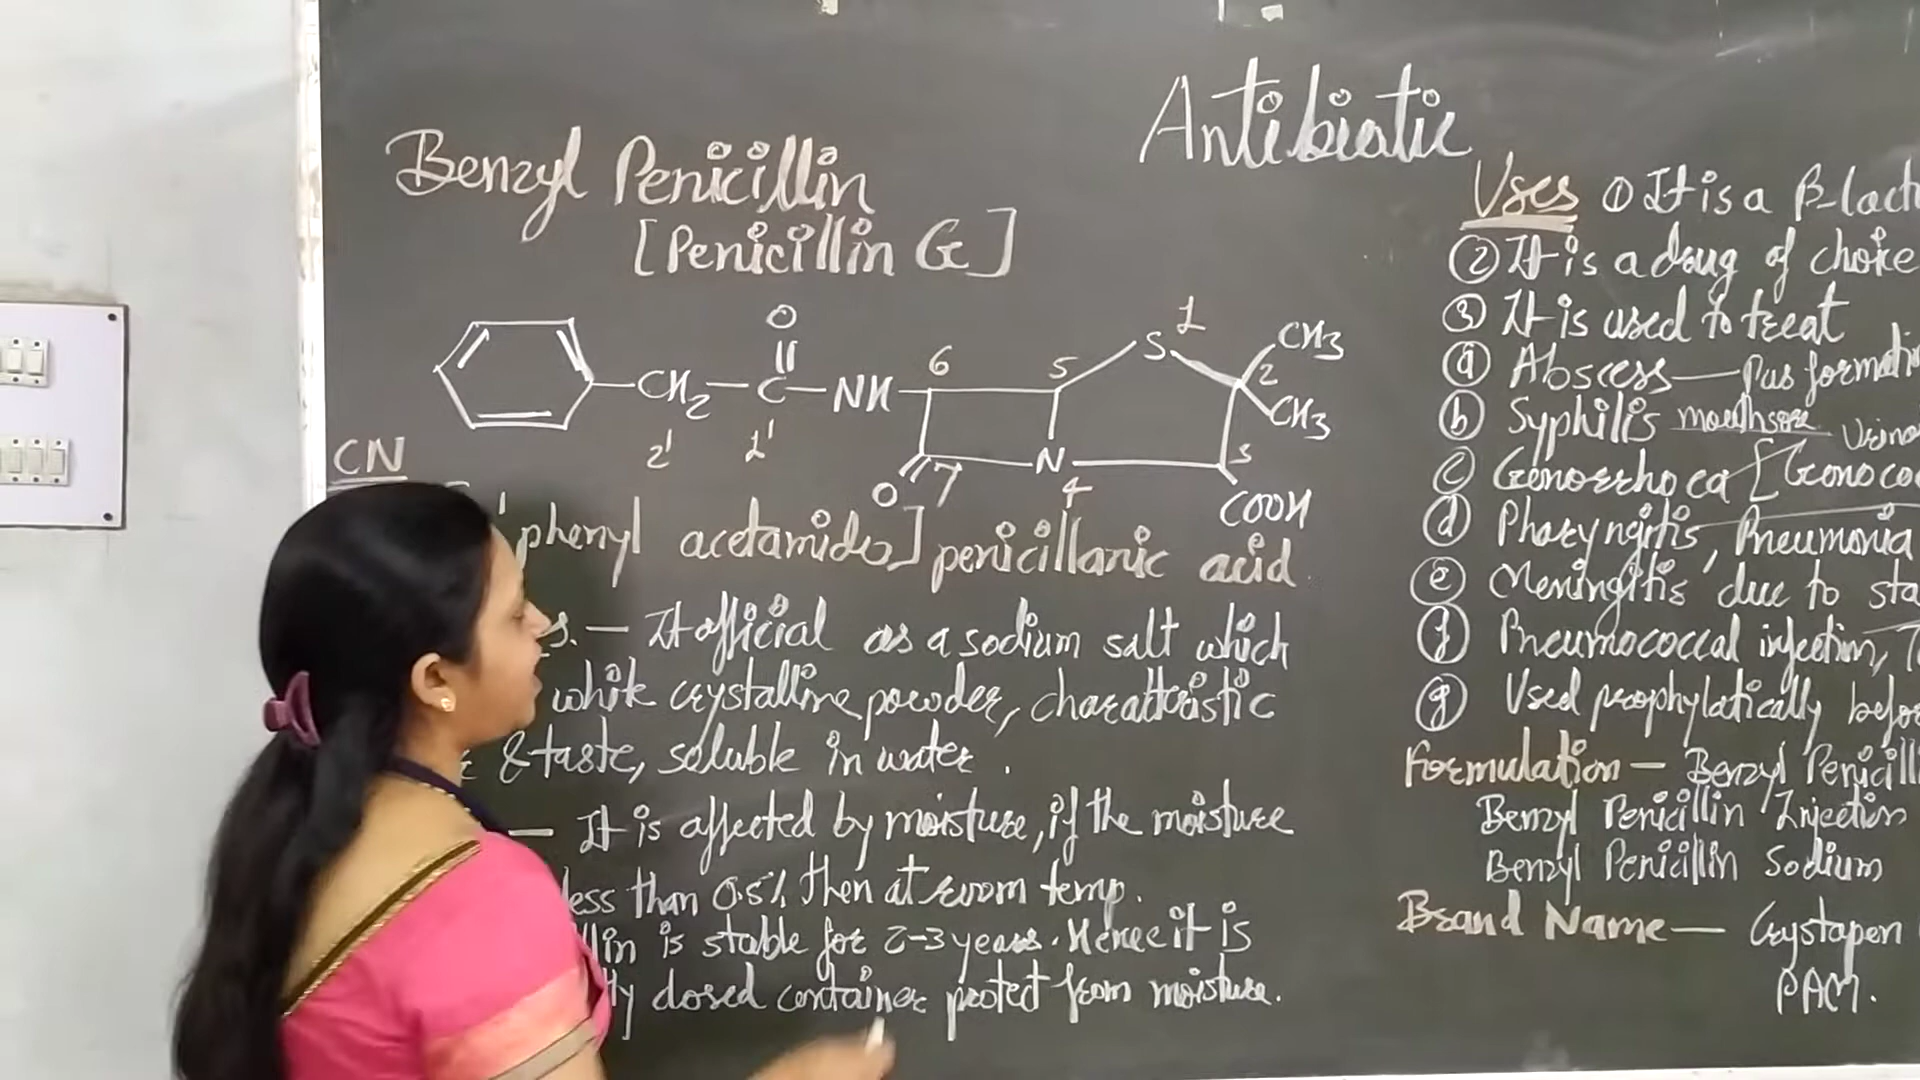 Antibiotic
Benzyl Penicillin
[Penicillin G]
O
CH2 - C - NH
2' 1'
6 5 S 1
2 CH3
CH3
O 7 N 4 3
COOH
CN
'phenyl acetamido] penicillanic acid
s. — It official as a sodium salt which
white crystalline powder, charatteristic
& taste, soluble in water.
— It is affected by moisture, if the moisture
less than 0.5% then at room temp.
llin is stable for 2-3 years. Hence it is
tly closed container protect from moisture.
Uses ① It is a β-lact
② It is a drug of choice
③ It is used to treat
ⓐ Abscess — Pus formati
ⓑ Syphilis mouthsore
ⓒ Gonorrhoea [Gonoco
ⓓ Pharyngitis, Pneumonia
ⓔ Meningitis due to sta
ⓕ Pneumococcal injection,
ⓖ Used prophylatically befo
Formulation — Benzyl Penicill
Benzyl Penicillin Injection
Benzyl Penicillin Sodium
Brand Name — Crystapen
PAM.